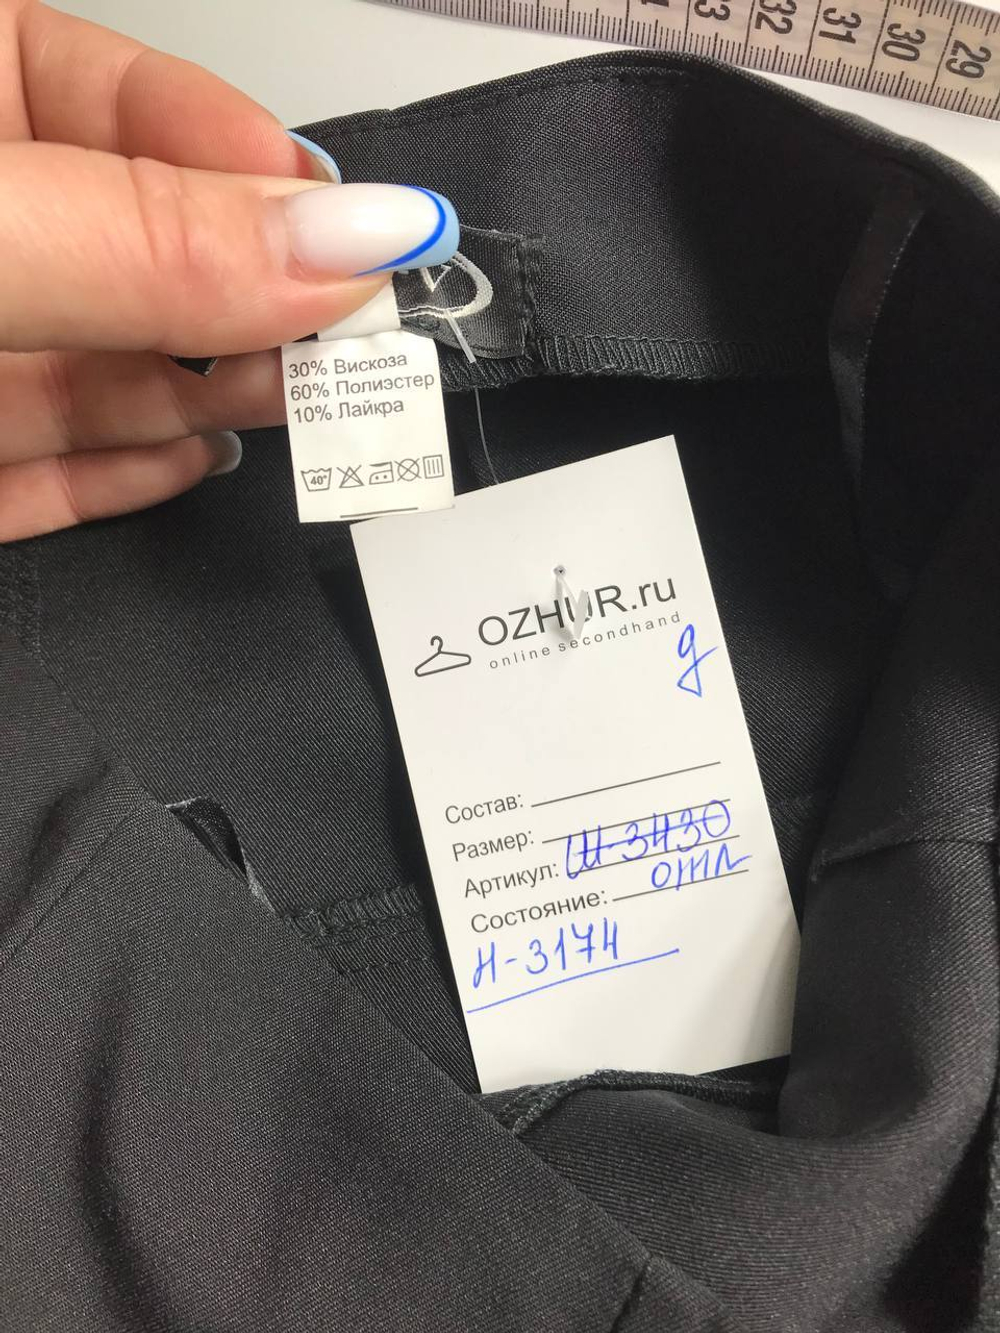 33 32 31 30 29
30% Вискоза
60% Полиэстер
10% Лайкра
40°
OZHUR.ru
online secondhand
g
Состав:
Размер:
Артикул: Ш-3430
Состояние: отл
Н-3174